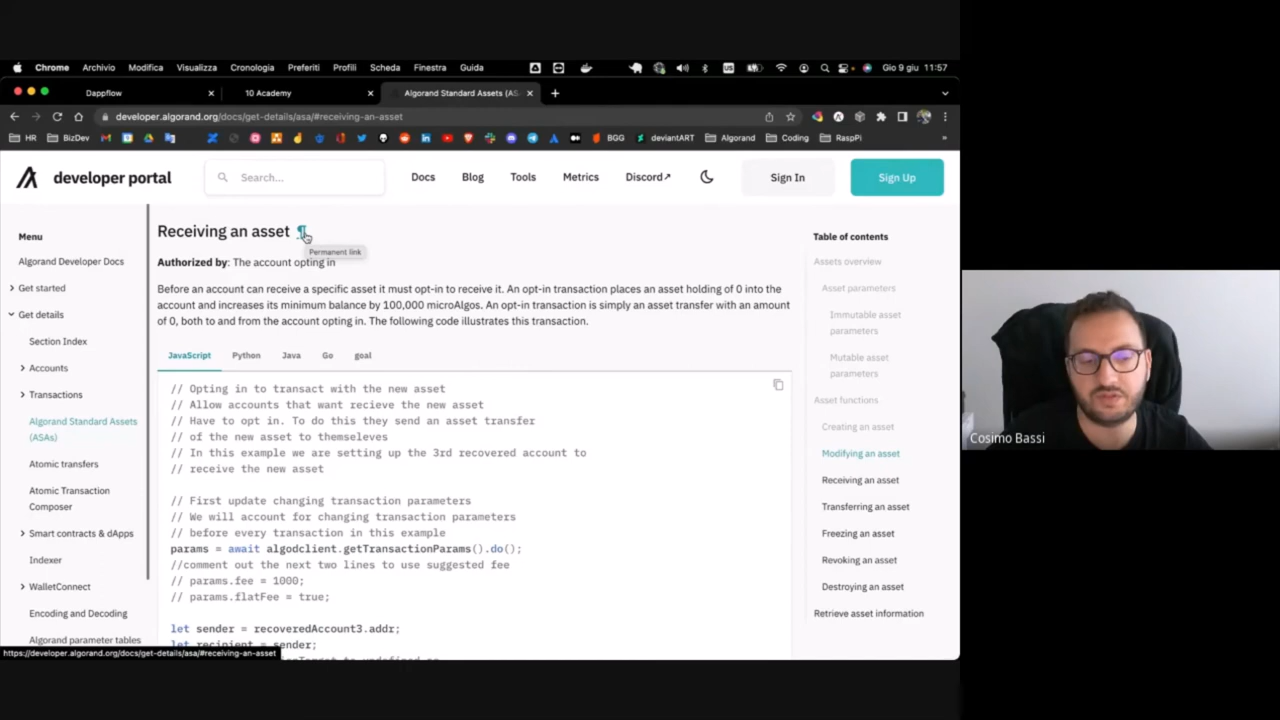 Chrome Archivio Modifica Visualizza Cronologia Preferiti Profili Scheda Finestra Guida Gio 9 giu 11:57
Dappflow 10 Academy Algorand Standard Assets (AS
developer.algorand.org/docs/get-details/asa/#receiving-an-asset
HR BizDev BGG deviantART Algorand Coding RaspPi
developer portal Search... Docs Blog Tools Metrics Discord↗ Sign In Sign Up
Menu
Algorand Developer Docs
Get started
Get details
Section Index
Accounts
Transactions
Algorand Standard Assets
(ASAs)
Atomic transfers
Atomic Transaction
Composer
Smart contracts & dApps
Indexer
WalletConnect
Encoding and Decoding
Algorand parameter tables
https://developer.algorand.org/docs/get-details/asa/#receiving-an-asset
Receiving an asset ¶
Permanent link
Authorized by: The account opting in
Before an account can receive a specific asset it must opt-in to receive it. An opt-in transaction places an asset holding of 0 into the
account and increases its minimum balance by 100,000 microAlgos. An opt-in transaction is simply an asset transfer with an amount
of 0, both to and from the account opting in. The following code illustrates this transaction.
JavaScript Python Java Go goal
// Opting in to transact with the new asset
// Allow accounts that want recieve the new asset
// Have to opt in. To do this they send an asset transfer
// of the new asset to themseleves
// In this example we are setting up the 3rd recovered account to
// receive the new asset
// First update changing transaction parameters
// We will account for changing transaction parameters
// before every transaction in this example
params = await algodclient.getTransactionParams().do();
//comment out the next two lines to use suggested fee
// params.fee = 1000;
// params.flatFee = true;
let sender = recoveredAccount3.addr;
let recipient = sender;
Table of contents
Assets overview
Asset parameters
Immutable asset
parameters
Mutable asset
parameters
Asset functions
Creating an asset
Modifying an asset
Receiving an asset
Transferring an asset
Freezing an asset
Revoking an asset
Destroying an asset
Retrieve asset information
Cosimo Bassi